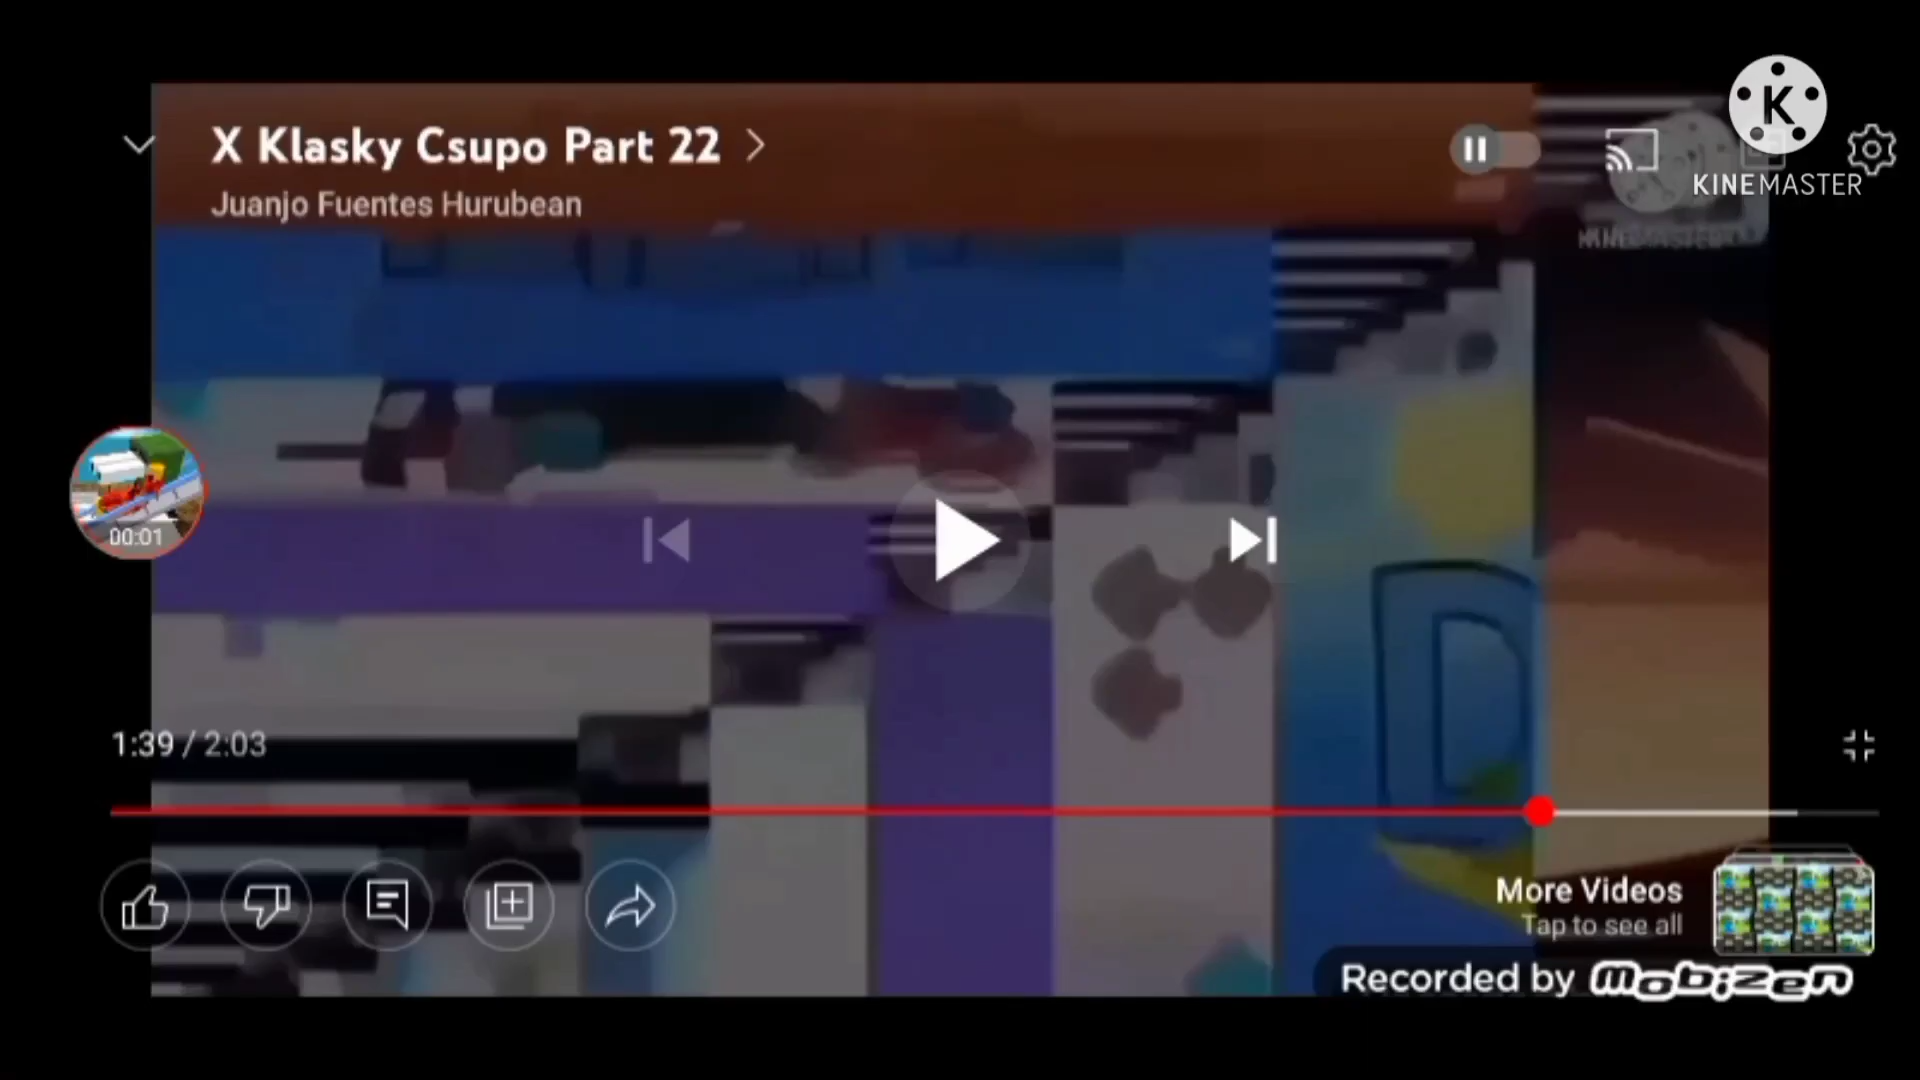 X Klasky Csupo Part 22
Juanjo Fuentes Hurubean
K
KINEMASTER
KINEMASTER
00:01
D
1:39 / 2:03
More Videos
Tap to see all
Recorded by mobizen